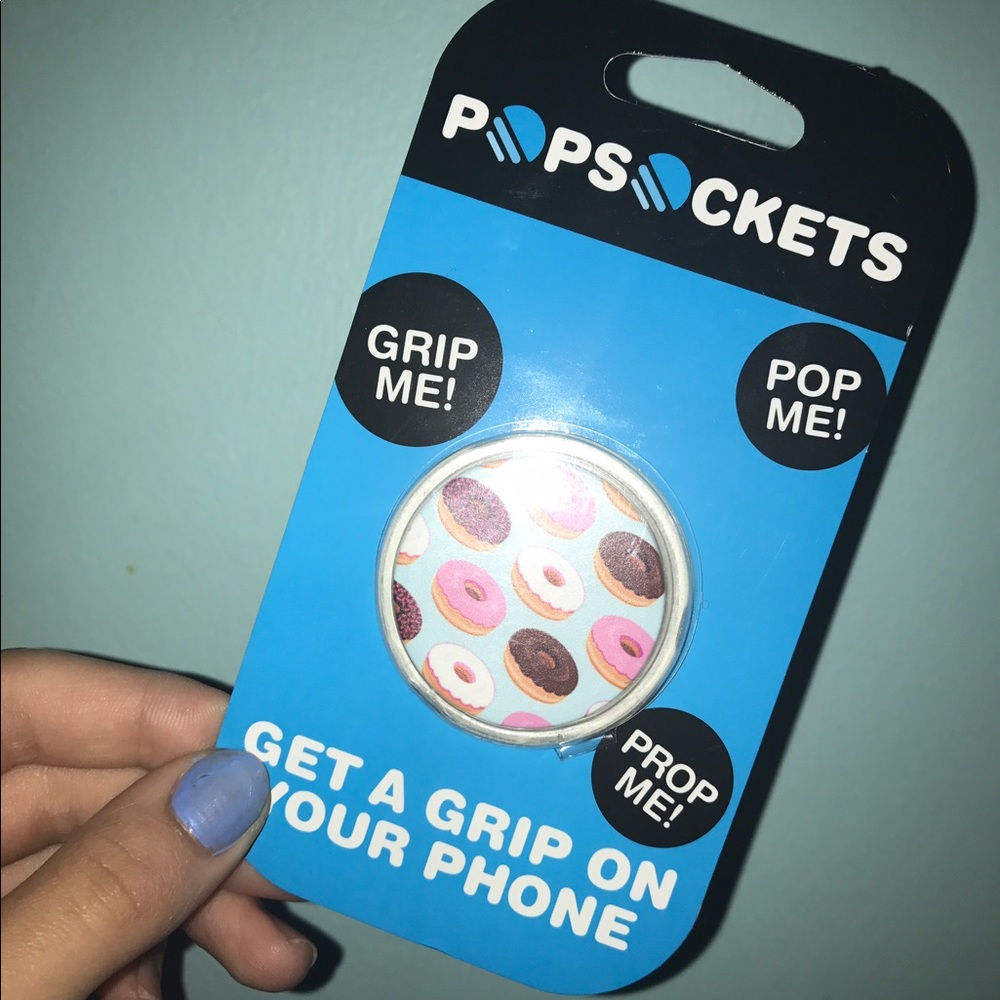 POPSOCKETS
GRIP
ME!
POP
ME!
PROP
ME!
GET A GRIP ON
YOUR PHONE